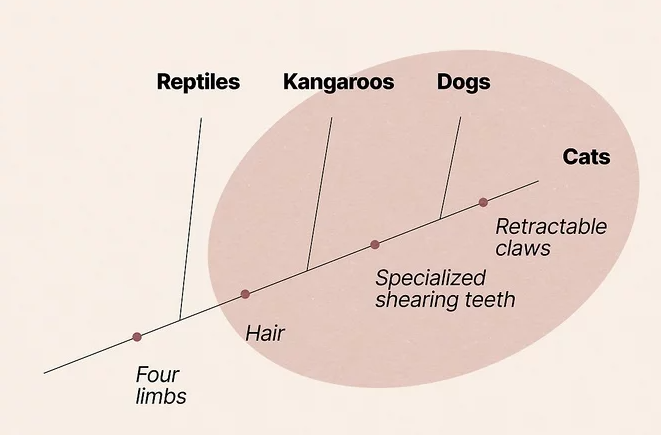 Reptiles
Kangaroos
Dogs
Cats
Retractable
claws
Specialized
shearing teeth
Hair
Four
limbs